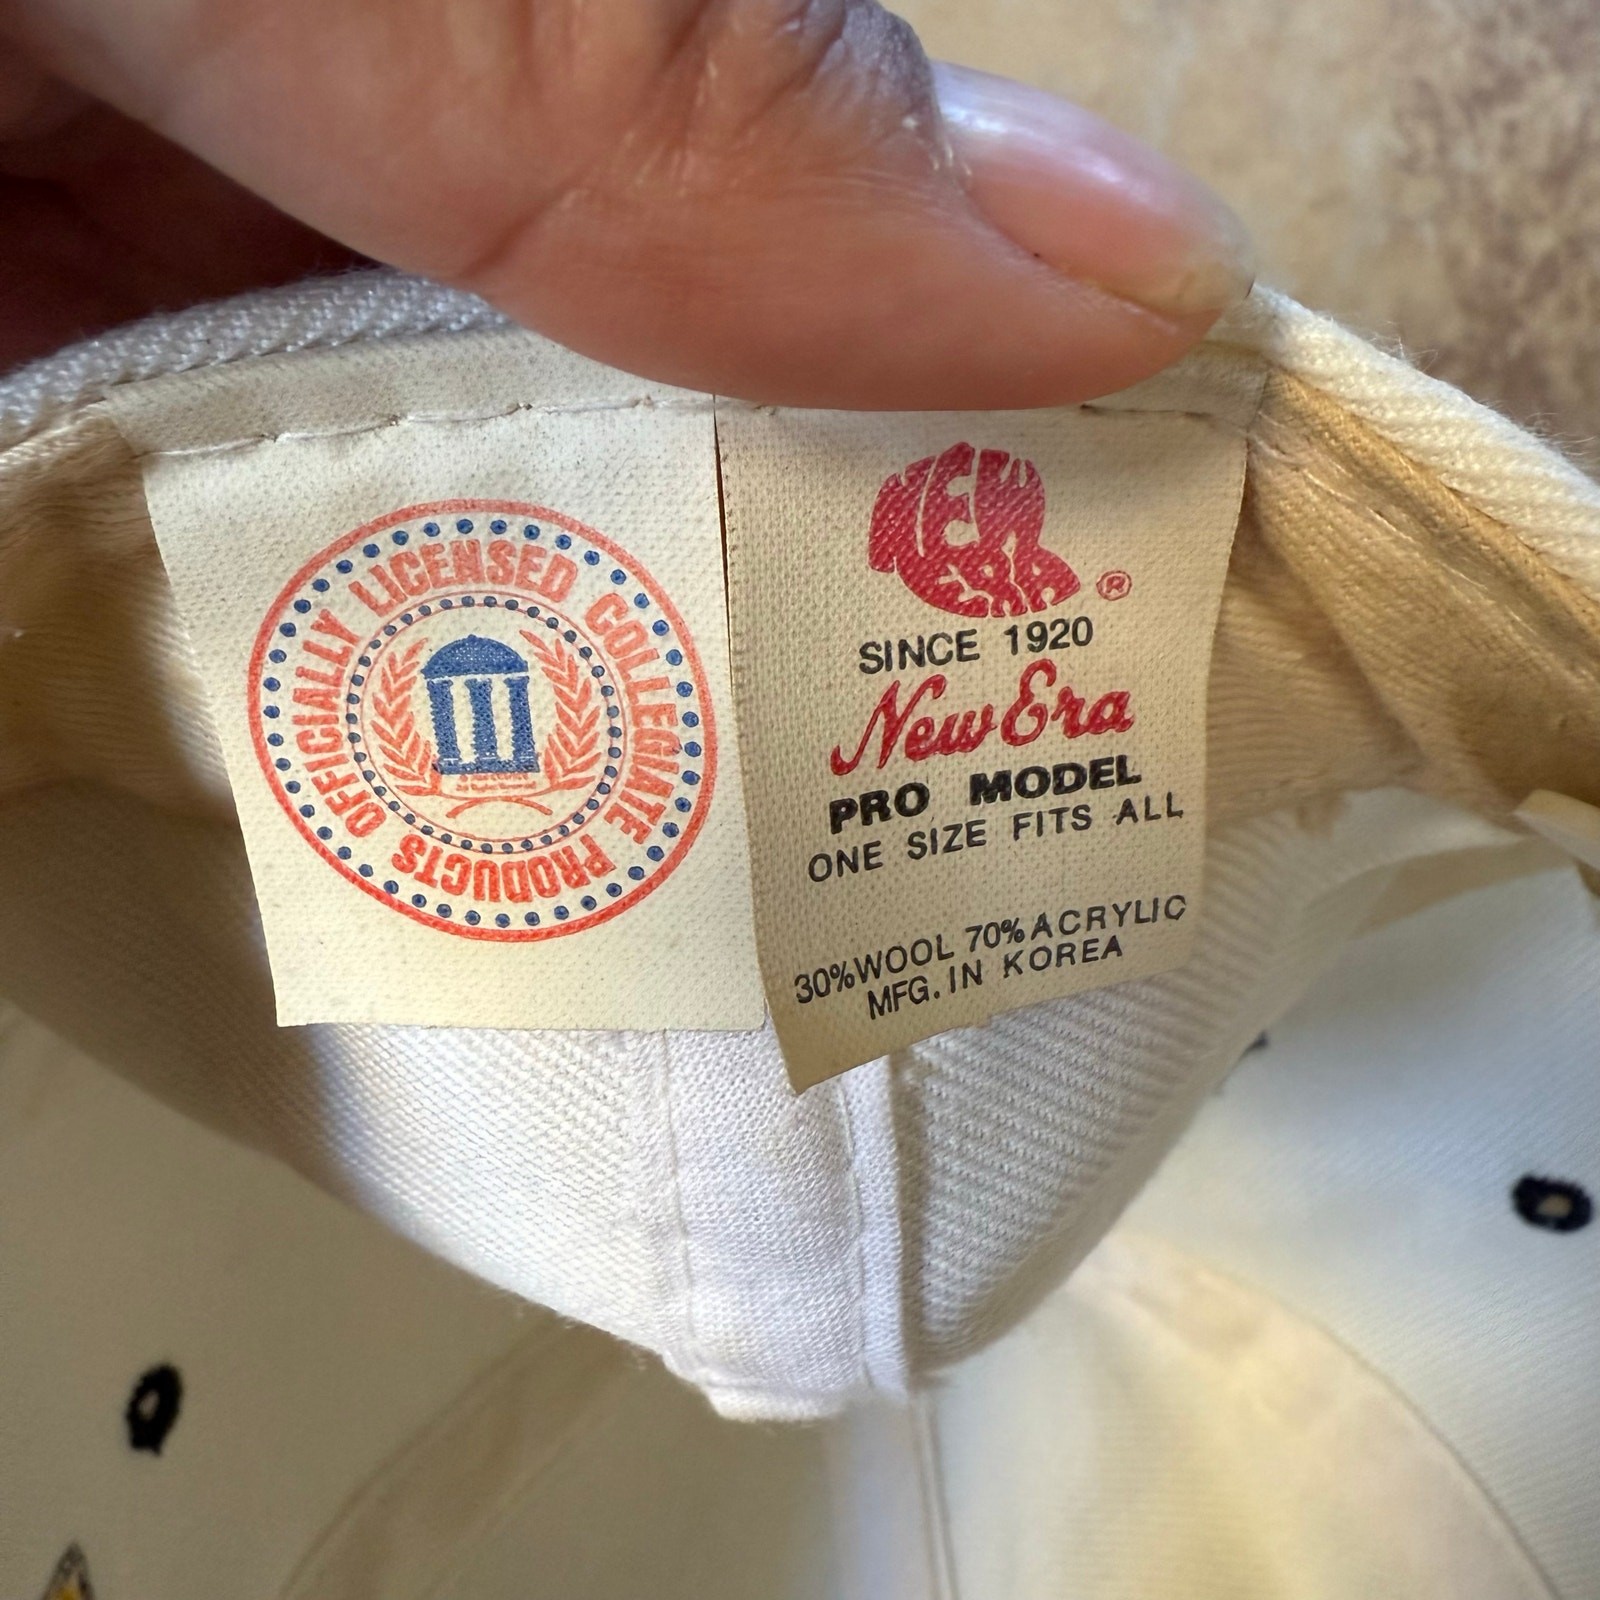 OFFICIALLY LICENSED COLLEGIATE PRODUCTS
NEW
ERA
®
SINCE 1920
New Era
PRO MODEL
ONE SIZE FITS ALL
30%WOOL 70%ACRYLIC
MFG. IN KOREA